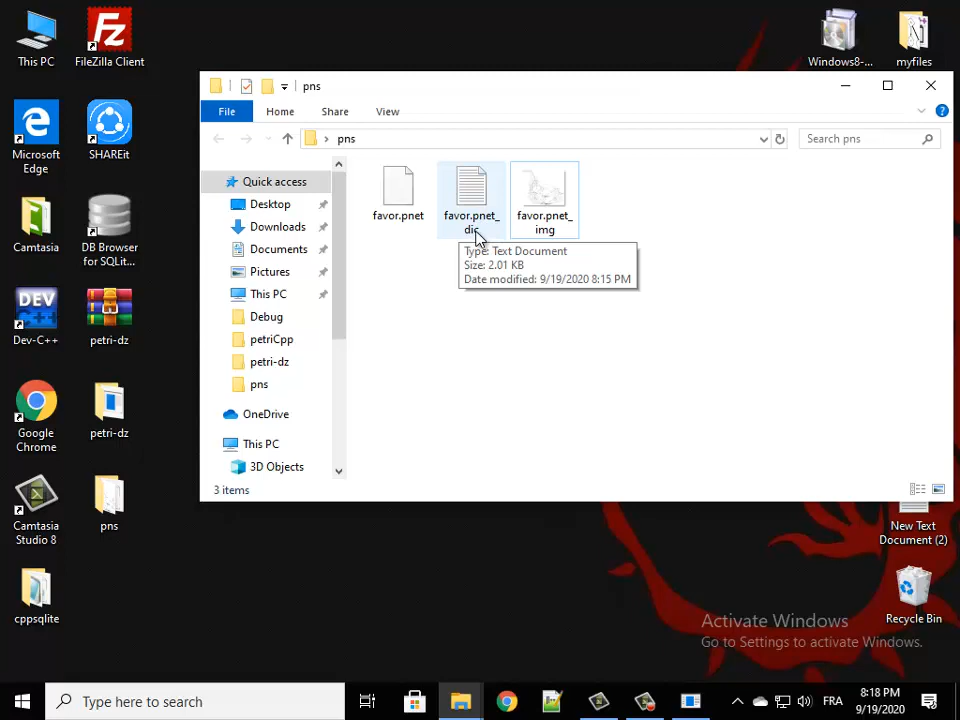 This PC
FileZilla Client
Windows8-...
myfiles
pns
File
Home
Share
View
pns
Search pns
Microsoft
Edge
SHAREit
Quick access
Desktop
Downloads
Documents
Pictures
This PC
Debug
petriCpp
petri-dz
pns
OneDrive
This PC
3D Objects
favor.pnet
favor.pnet_
dic
favor.pnet_
img
Type: Text Document
Size: 2.01 KB
Date modified: 9/19/2020 8:15 PM
3 items
Camtasia
DB Browser
for SQLit...
DEV
Dev-C++
petri-dz
Google
Chrome
petri-dz
Camtasia
Studio 8
pns
cppsqlite
New Text
Document (2)
Recycle Bin
Activate Windows
Go to Settings to activate Windows.
Type here to search
FRA
8:18 PM
9/19/2020